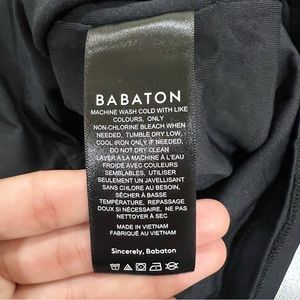 BABATON
MACHINE WASH COLD WITH LIKE
COLOURS, ONLY
NON-CHLORINE BLEACH WHEN
NEEDED, TUMBLE DRY LOW,
COOL IRON ONLY IF NEEDED.
DO NOT DRY CLEAN
LAVER À LA MACHINE À L'EAU
FROIDE AVEC COULEURS
SEMBLABLES, UTILISER
SEULEMENT UN JAVELLISANT
SANS CHLORE AU BESOIN,
SÉCHER À BASSE
TEMPÉRATURE, REPASSAGE
DOUX SI NÉCESSAIRE, NE PAS
NETTOYER À SEC
MADE IN VIETNAM
FABRIQUÉ AU VIETNAM
Sincerely, Babaton